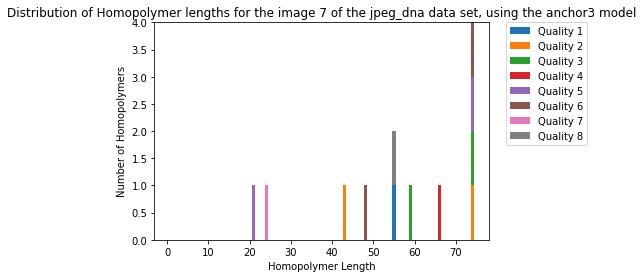 Distribution of Homopolymer lengths for the image 7 of the jpeg_dna data set, using the anchor3 model
4.0
3.5
3.0
2.5
2.0
1.5
1.0
0.5
0.0
Number of Homopolymers
0 10 20 30 40 50 60 70
Homopolymer Length
Quality 1
Quality 2
Quality 3
Quality 4
Quality 5
Quality 6
Quality 7
Quality 8